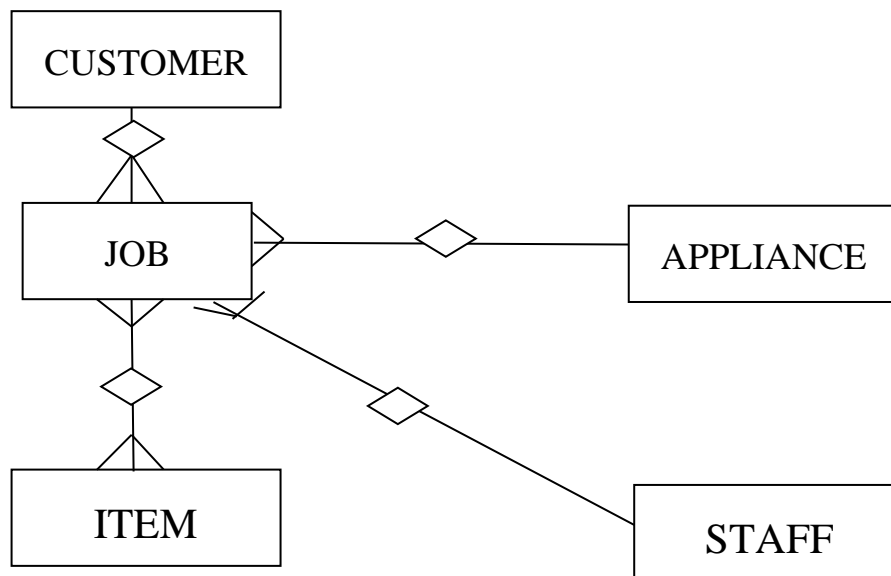 CUSTOMER
JOB
APPLIANCE
ITEM
STAFF